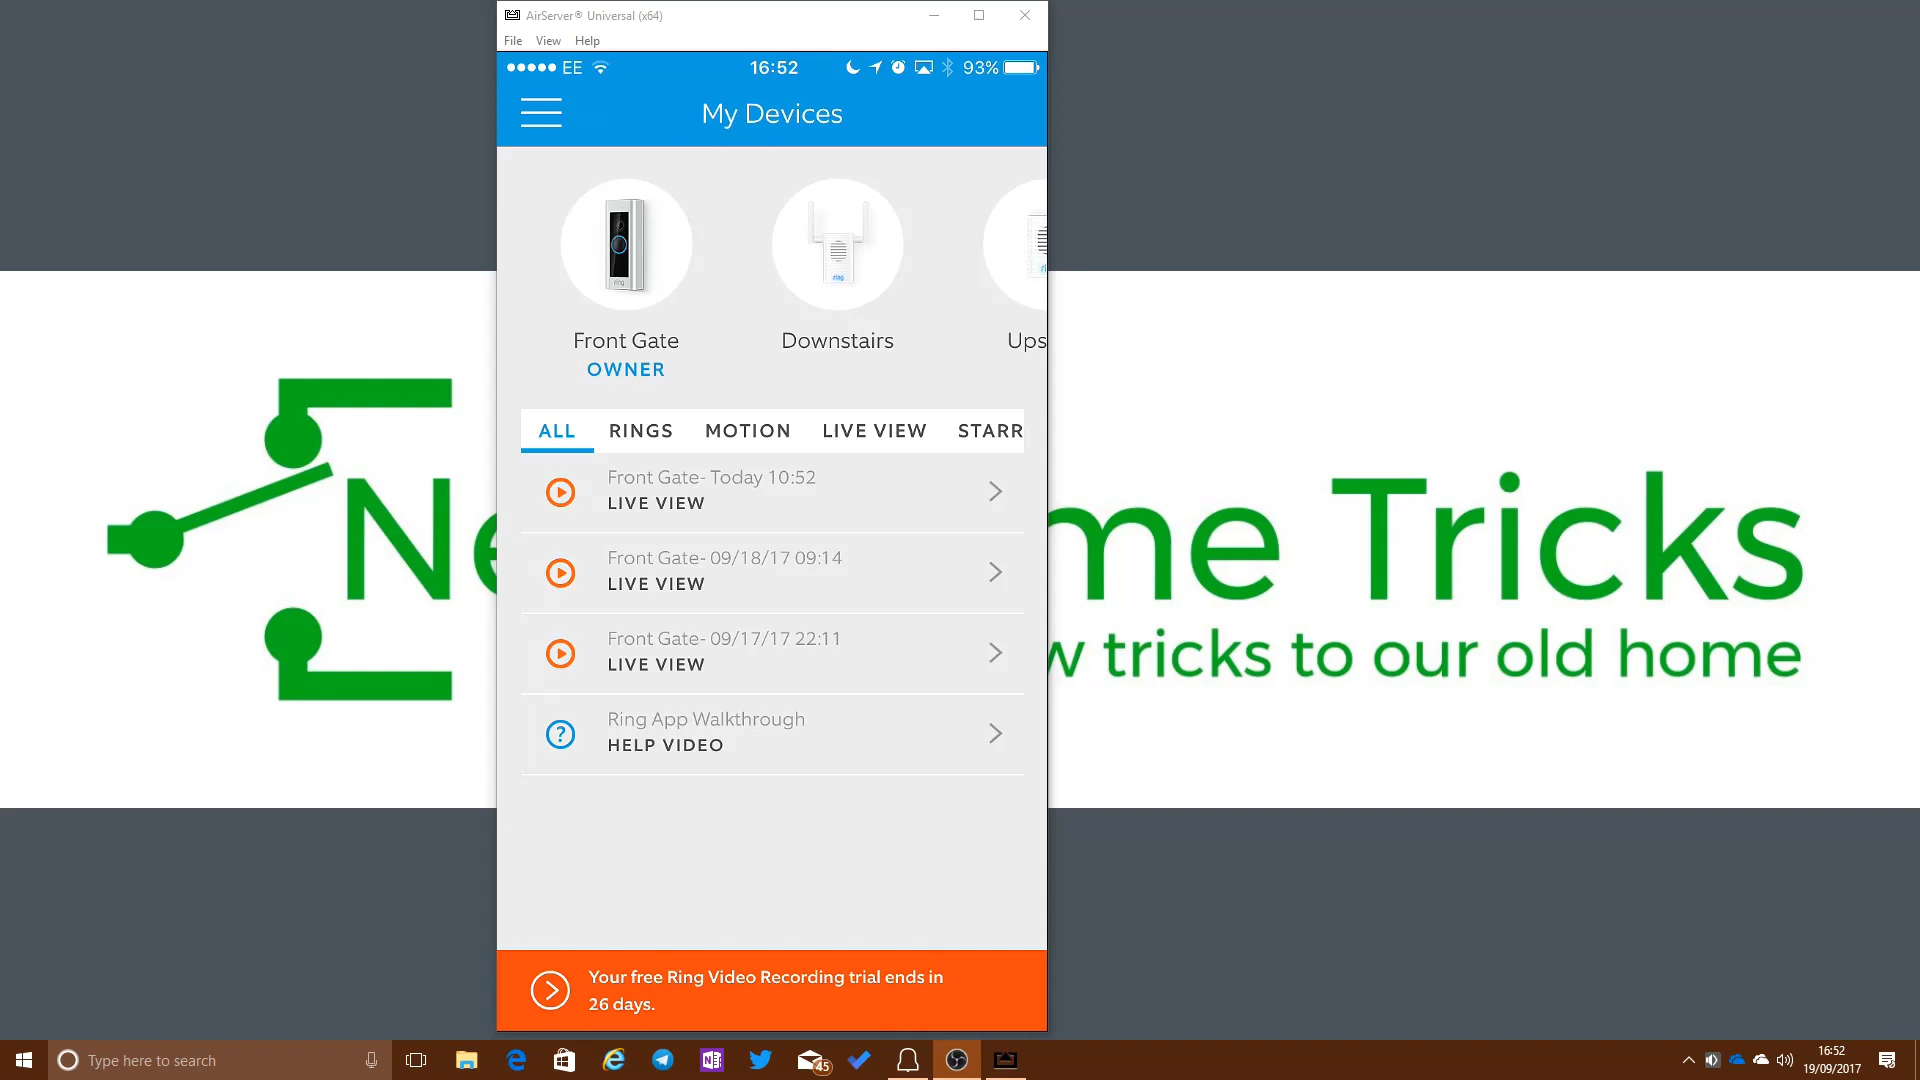 AirServer® Universal (x64)
File View Help
EE 16:52 93%
My Devices
ring
ring
Front Gate
OWNER
Downstairs
Ups
ALL RINGS MOTION LIVE VIEW STARR
Front Gate- Today 10:52
LIVE VIEW
Front Gate- 09/18/17 09:14
LIVE VIEW
Front Gate- 09/17/17 22:11
LIVE VIEW
Ring App Walkthrough
HELP VIDEO
Your free Ring Video Recording trial ends in
26 days.
Ne
me Tricks
w tricks to our old home
Type here to search
45
16:52
19/09/2017